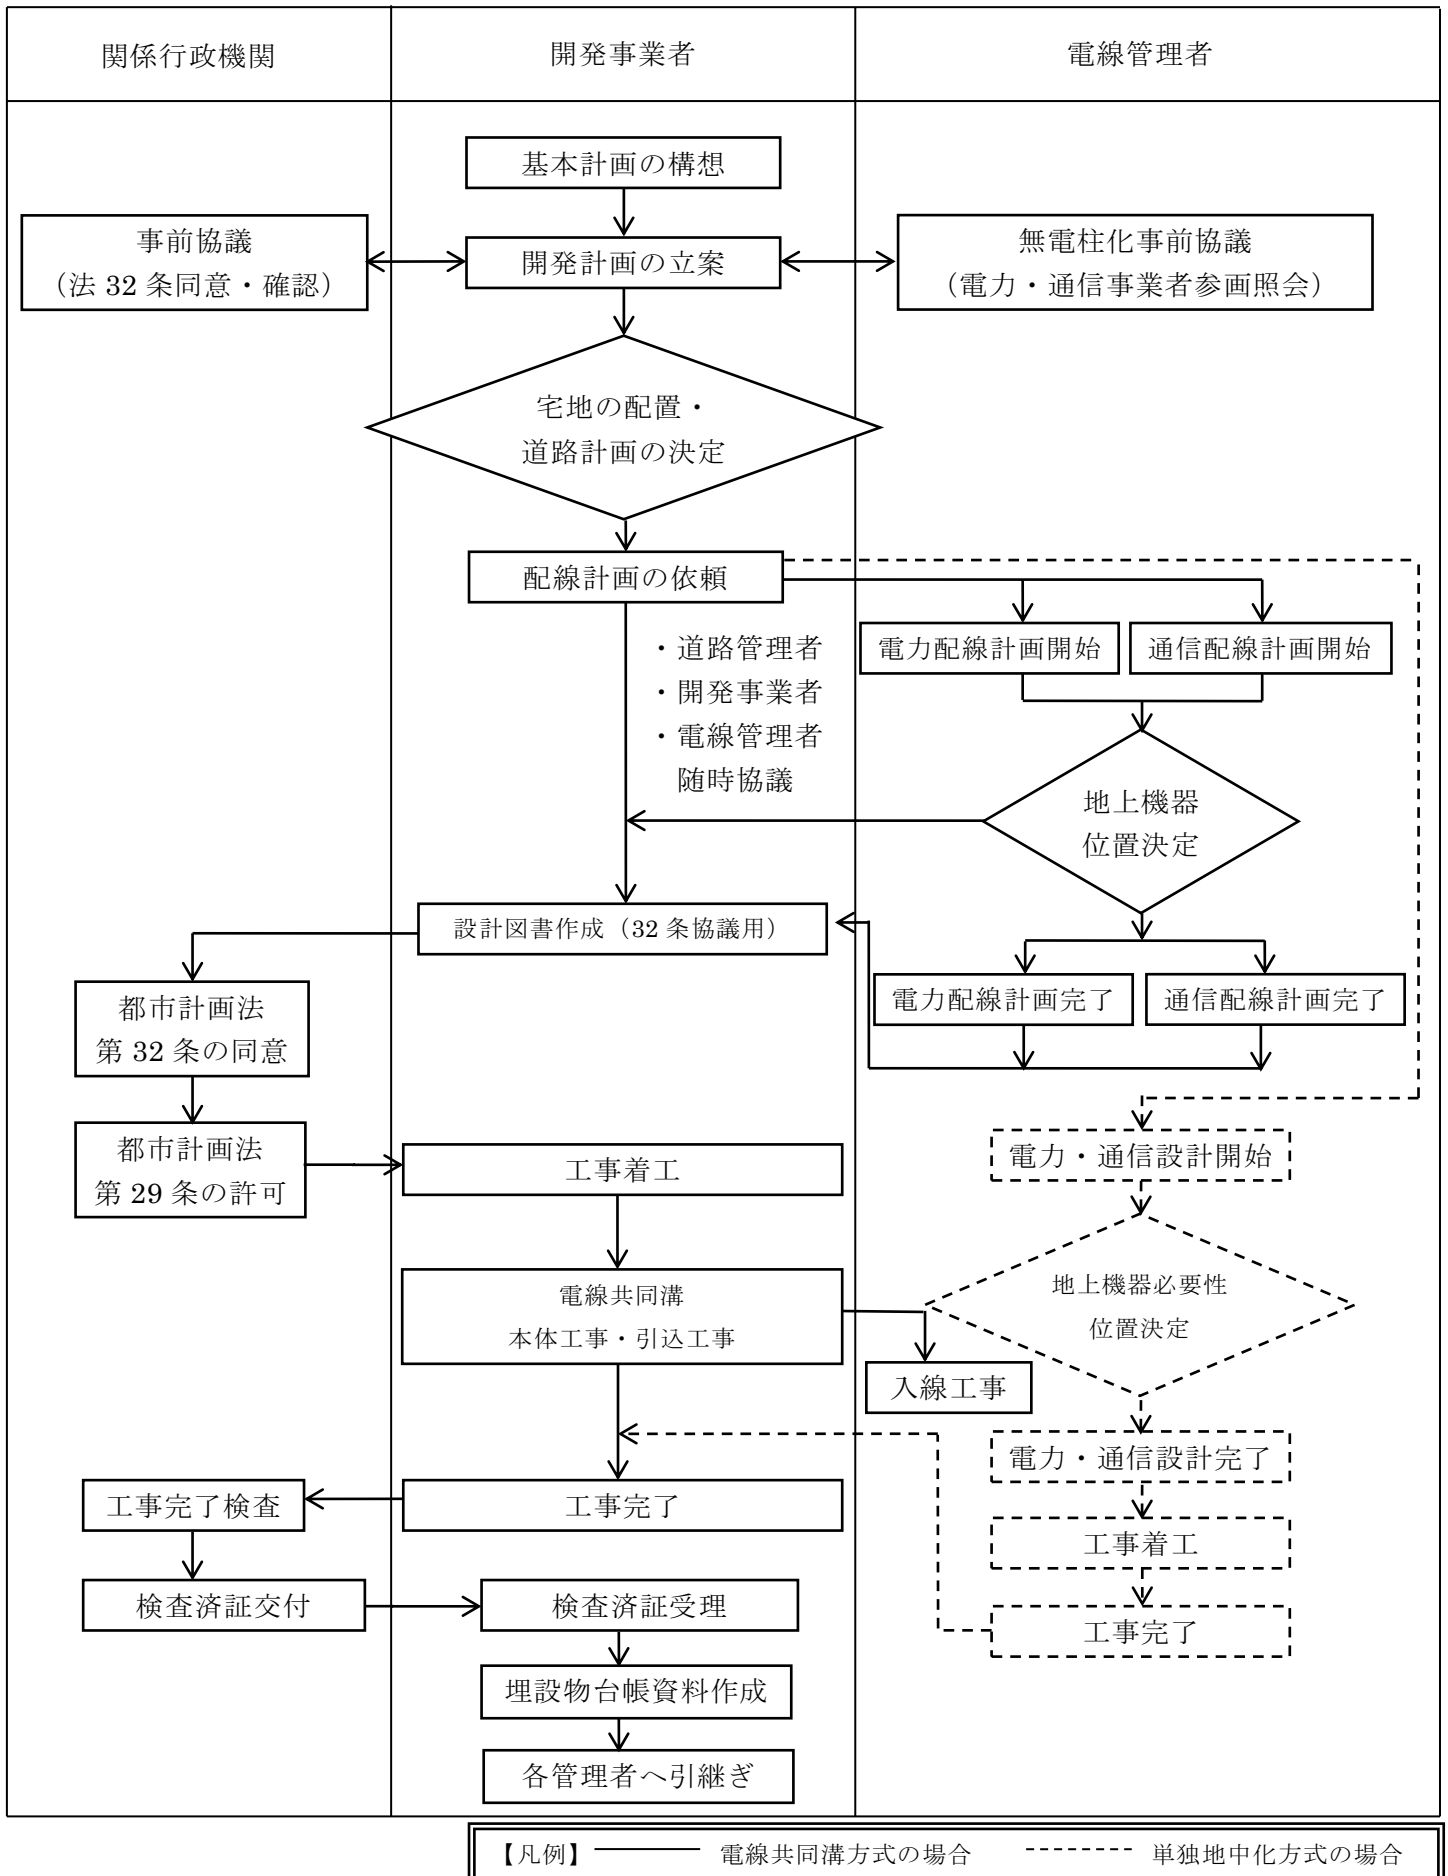 関係行政機関
開発事業者
電線管理者
基本計画の構想
事前協議
（法 32 条同意・確認）
開発計画の立案
無電柱化事前協議
（電力・通信事業者参画照会）
宅地の配置・
道路計画の決定
配線計画の依頼
・道路管理者
・開発事業者
・電線管理者
随時協議
電力配線計画開始
通信配線計画開始
地上機器
位置決定
設計図書作成（32 条協議用）
電力配線計画完了
通信配線計画完了
都市計画法
第 32 条の同意
都市計画法
第 29 条の許可
工事着工
電力・通信設計開始
電線共同溝
本体工事・引込工事
地上機器必要性
位置決定
入線工事
電力・通信設計完了
工事完了検査
工事完了
工事着工
検査済証交付
検査済証受理
工事完了
埋設物台帳資料作成
各管理者へ引継ぎ
【凡例】 電線共同溝方式の場合 単独地中化方式の場合